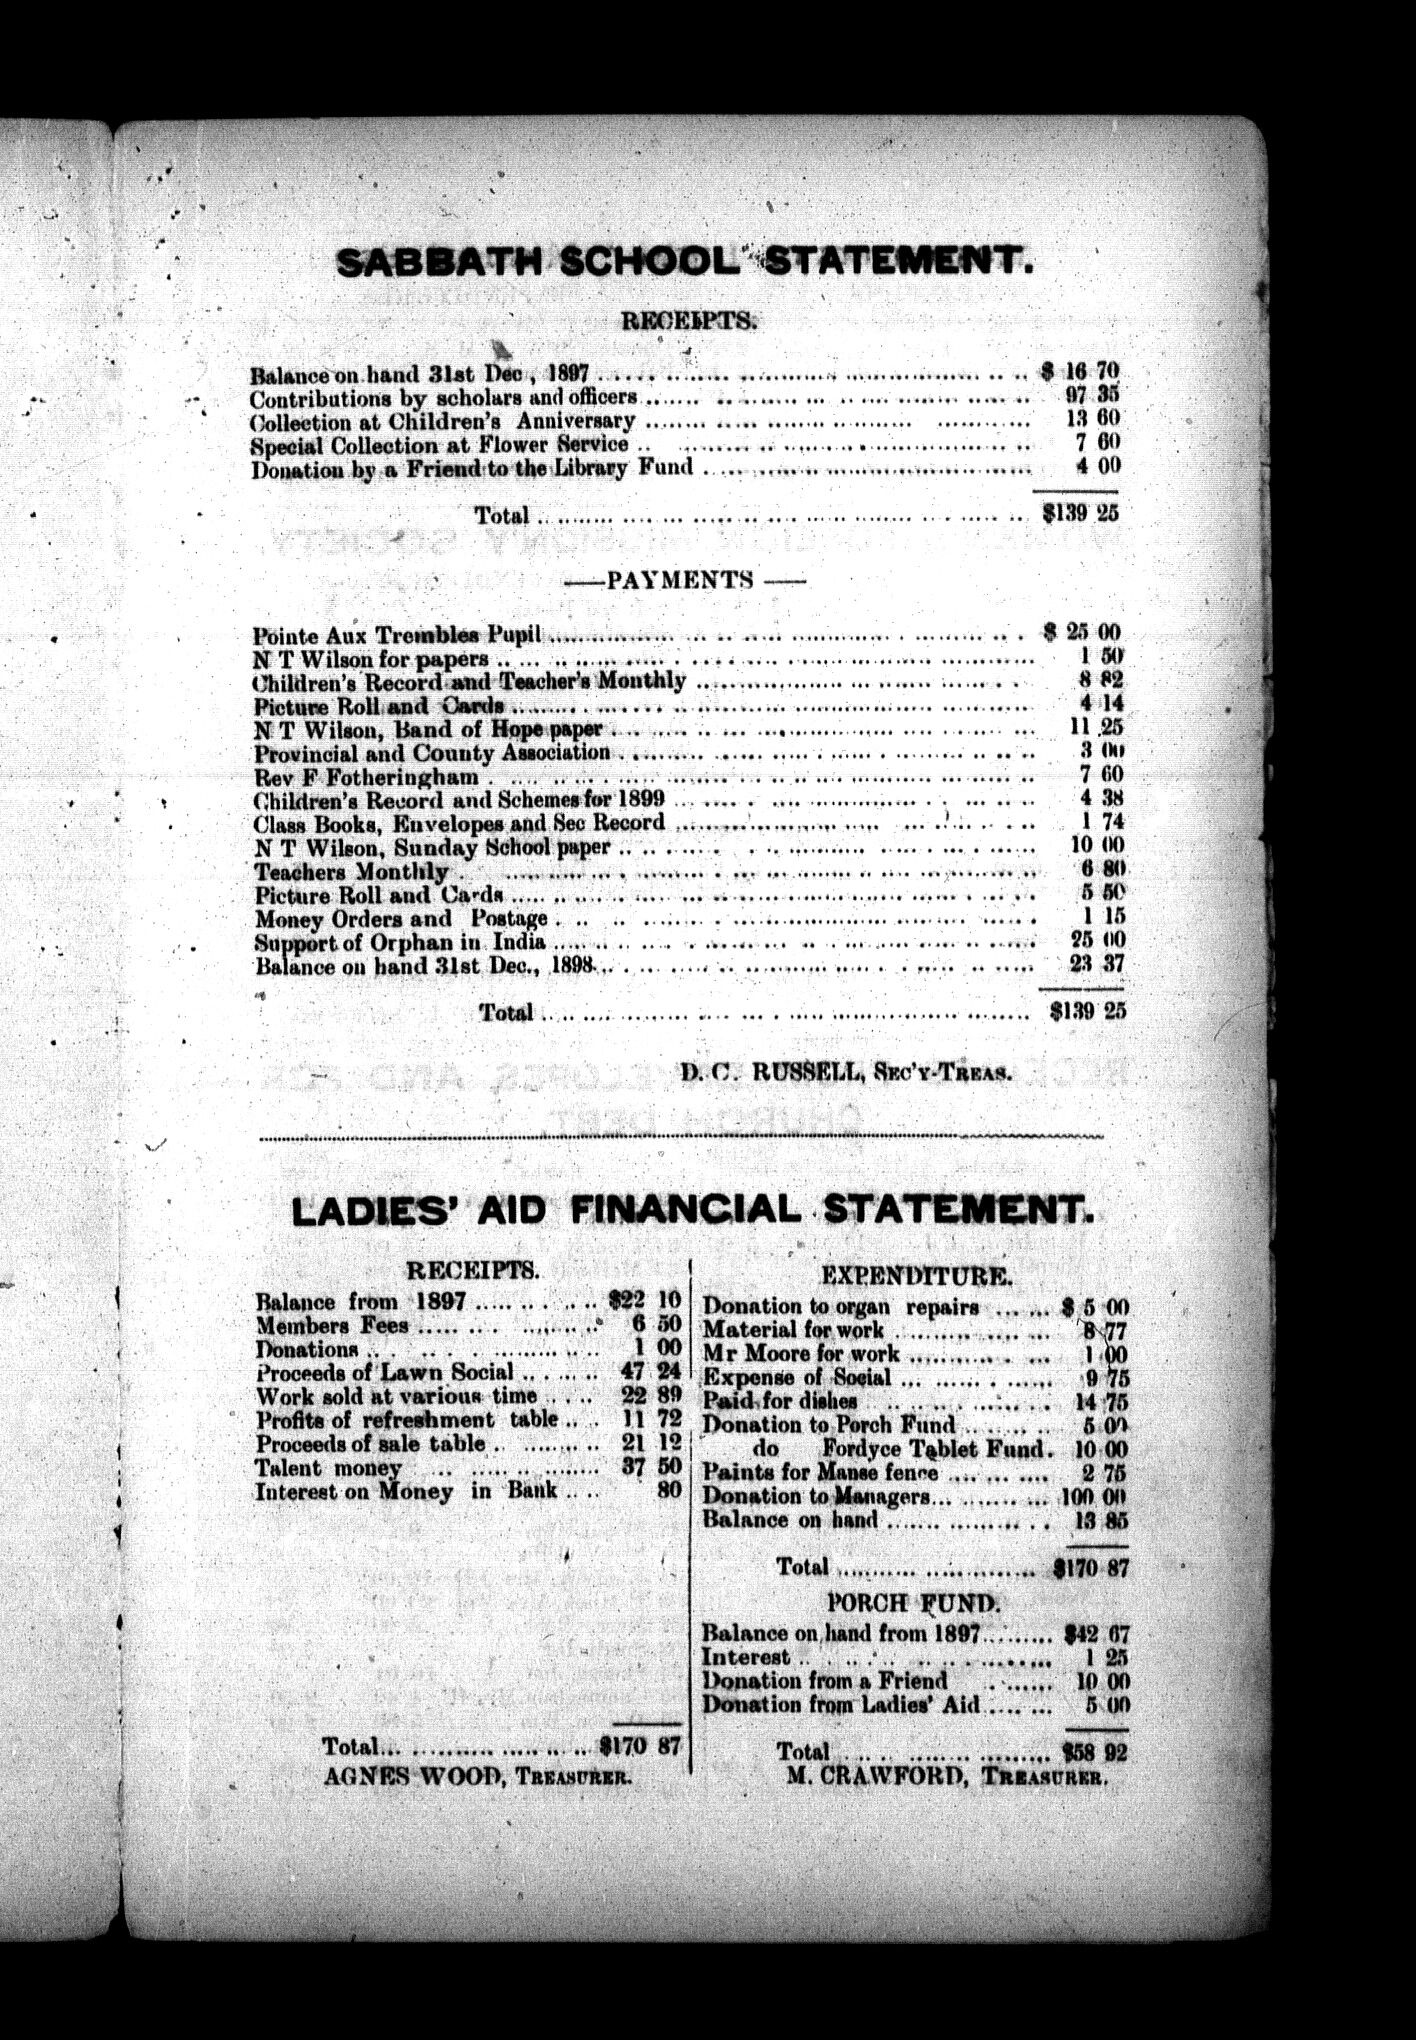 SABBATH SCHOOL STATEMENT.
RECEIPTS.
Balance on hand 31st Dec, 1897 $ 16 70
Contributions by scholars and officers 97 35
Collection at Children's Anniversary 13 60
Special Collection at Flower Service 7 60
Donation by a Friend to the Library Fund 4 00
Total $139 25
—PAYMENTS—
Pointe Aux Trembles Pupil $ 25 00
N T Wilson for papers 1 50
Children's Record and Teacher's Monthly 8 82
Picture Roll and Cards 4 14
N T Wilson, Band of Hope paper 11 25
Provincial and County Association 3 00
Rev F Fotheringham 7 60
Children's Record and Schemes for 1899 4 38
Class Books, Envelopes and Sec Record 1 74
N T Wilson, Sunday School paper 10 00
Teachers Monthly 6 80
Picture Roll and Cards 5 50
Money Orders and Postage 1 15
Support of Orphan in India 25 00
Balance on hand 31st Dec., 1898 23 37
Total $139 25
D. C. RUSSELL, SEC'Y-TREAS.
LADIES' AID FINANCIAL STATEMENT.
RECEIPTS.
Balance from 1897 $22 10
Members Fees 6 50
Donations 1 00
Proceeds of Lawn Social 47 24
Work sold at various time 22 89
Profits of refreshment table 11 72
Proceeds of sale table 21 12
Talent money 37 50
Interest on Money in Bank 80
Total $170 87
AGNES WOOD, TREASURER.
EXPENDITURE.
Donation to organ repairs $ 5 00
Material for work 8 77
Mr Moore for work 1 00
Expense of Social 9 75
Paid for dishes 14 75
Donation to Porch Fund 5 00
do Fordyce Tablet Fund. 10 00
Paints for Manse fence 2 75
Donation to Managers 100 00
Balance on hand 13 85
Total $170 87
PORCH FUND.
Balance on hand from 1897 $42 67
Interest 1 25
Donation from a Friend 10 00
Donation from Ladies' Aid 5 00
Total $58 92
M. CRAWFORD, TREASURER.